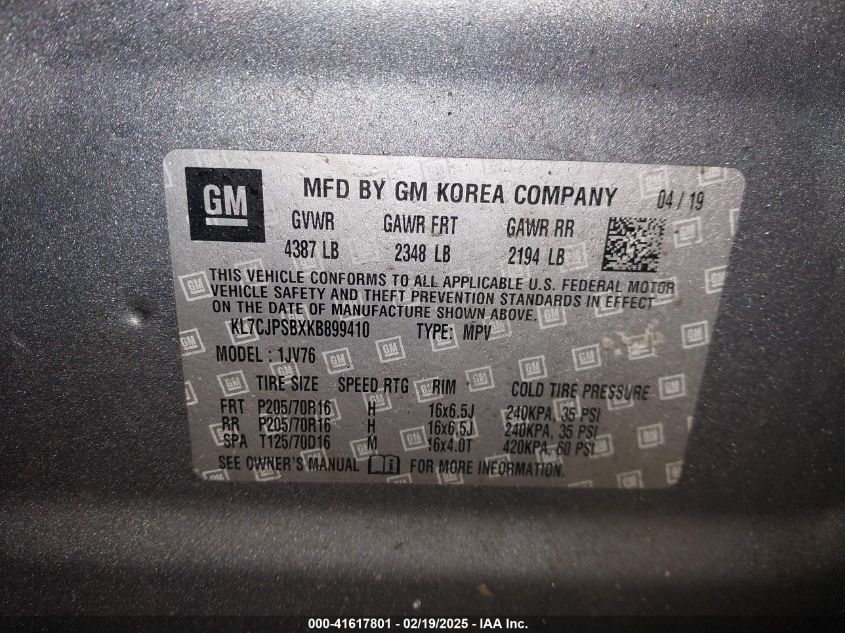 GM
MFD BY GM KOREA COMPANY 04 / 19
GVWR GAWR FRT GAWR RR
4387 LB 2348 LB 2194 LB
THIS VEHICLE CONFORMS TO ALL APPLICABLE U.S. FEDERAL MOTOR
VEHICLE SAFETY AND THEFT PREVENTION STANDARDS IN EFFECT
ON THE DATE OF MANUFACTURE SHOWN ABOVE.
KL7CJPSBXKB899410 TYPE: MPV
MODEL : 1JV76
TIRE SIZE SPEED RTG RIM COLD TIRE PRESSURE
FRT P205/70R16 H 16x6.5J 240KPA, 35 PSI
RR P205/70R16 H 16x6.5J 240KPA, 35 PSI
SPA T125/70D16 M 16x4.0T 420KPA, 60 PSI
SEE OWNER'S MANUAL FOR MORE INFORMATION.
000-41617801 - 02/19/2025 - IAA Inc.